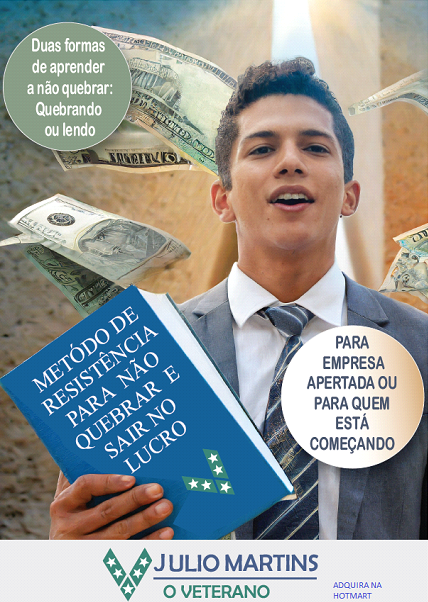 Duas formas
de aprender
a não quebrar:
Quebrando
ou lendo
METÓDO DE
RESISTÊNCIA
PARA NÃO
QUEBRAR E
SAIR NO
LUCRO
PARA
EMPRESA
APERTADA OU
PARA QUEM
ESTÁ
COMEÇANDO
JULIO MARTINS
O VETERANO
ADQUIRA NA
HOTMART